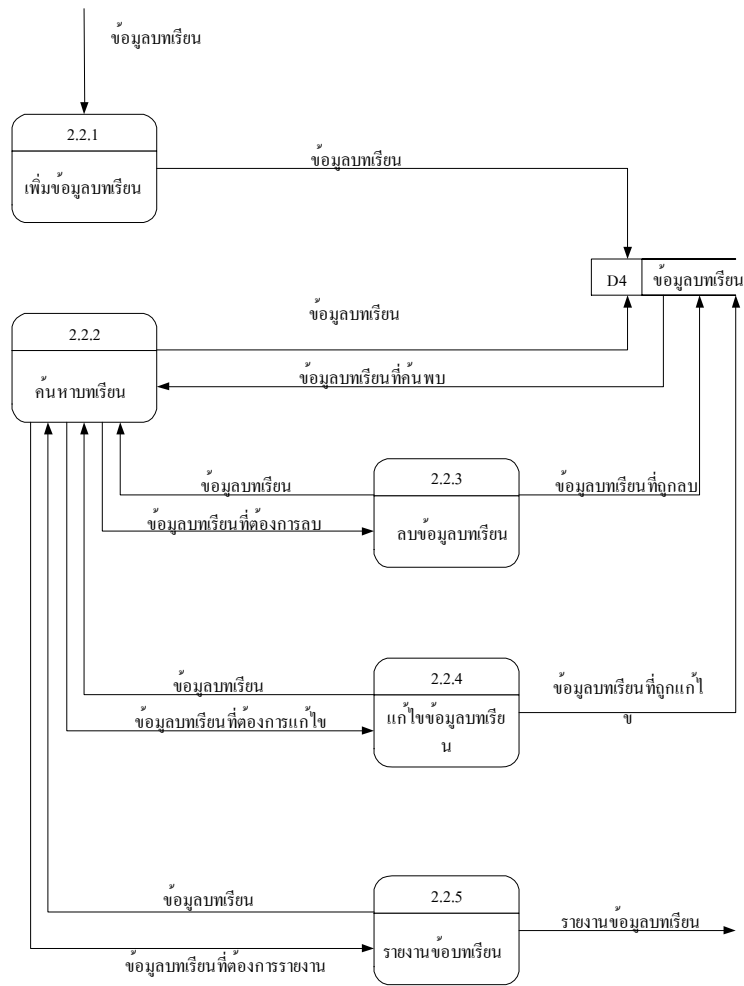 ข้อมูลบทเรียน
2.2.1
เพิ่มข้อมูลบทเรียน
ข้อมูลบทเรียน
D4
ข้อมูลบทเรียน
ข้อมูลบทเรียน
2.2.2
ค้นหาบทเรียน
ข้อมูลบทเรียนที่ค้นพบ
ข้อมูลบทเรียน
2.2.3
ข้อมูลบทเรียนที่ถูกลบ
ข้อมูลบทเรียนที่ต้องการลบ
ลบข้อมูลบทเรียน
ข้อมูลบทเรียน
2.2.4
ข้อมูลบทเรียนที่ถูกแก้ไ
ข
ข้อมูลบทเรียนที่ต้องการแก้ไข
แก้ไขข้อมูลบทเรีย
น
ข้อมูลบทเรียน
2.2.5
รายงานข้อมูลบทเรียน
ข้อมูลบทเรียนที่ต้องการรายงาน
รายงานข้อบทเรียน